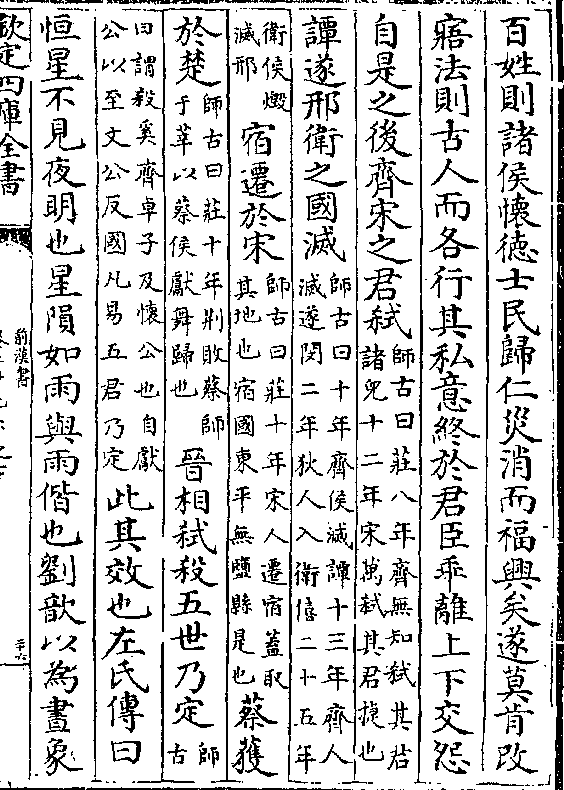 百姓則諸侯懷德士民歸仁災消而福興矣遂莫肯改
寤法則古人而各行其私意終於君臣乖離上下交怨
自是之後齊宋之君弑師古曰莊八年齊無知弑其君諸兒十二年宋萬弑其君捷也
譚遂邢衛之國滅師古曰十年齊侯滅譚十三年齊人滅遂閔二年狄人入衛僖二十五年
衛侯燬滅邢宿遷於宋師古曰莊十年宋人遷宿蓋取其地也宿國東平無鹽縣是也蔡獲
於楚師古曰莊十年荆敗蔡師于莘以蔡侯獻舞歸也晉相弑殺五世乃定師古
曰謂殺奚齊卓子及懷公也自獻公以至文公反國凡易五君乃定此其效也左氏傳曰
恒星不見夜明也星隕如雨與雨偕也劉歆以為晝象
欽定四庫全書
前漢書